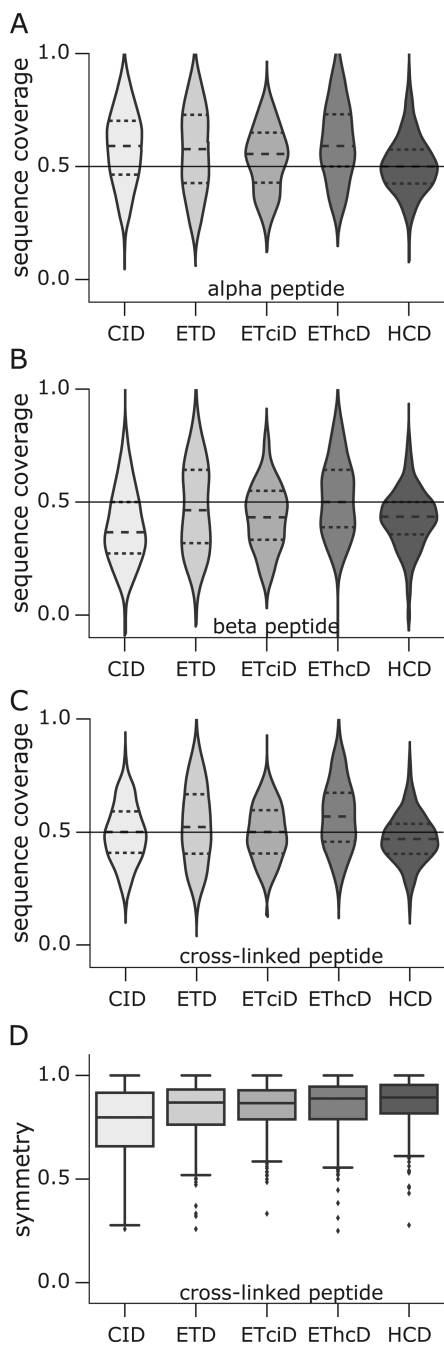 A
sequence coverage
1.0
0.5
0.0
alpha peptide
CID ETD ETciD EThcD HCD
B
sequence coverage
1.0
0.5
0.0
beta peptide
CID ETD ETciD EThcD HCD
C
sequence coverage
1.0
0.5
0.0
cross-linked peptide
CID ETD ETciD EThcD HCD
D
symmetry
1.0
0.5
0.0
cross-linked peptide
CID ETD ETciD EThcD HCD